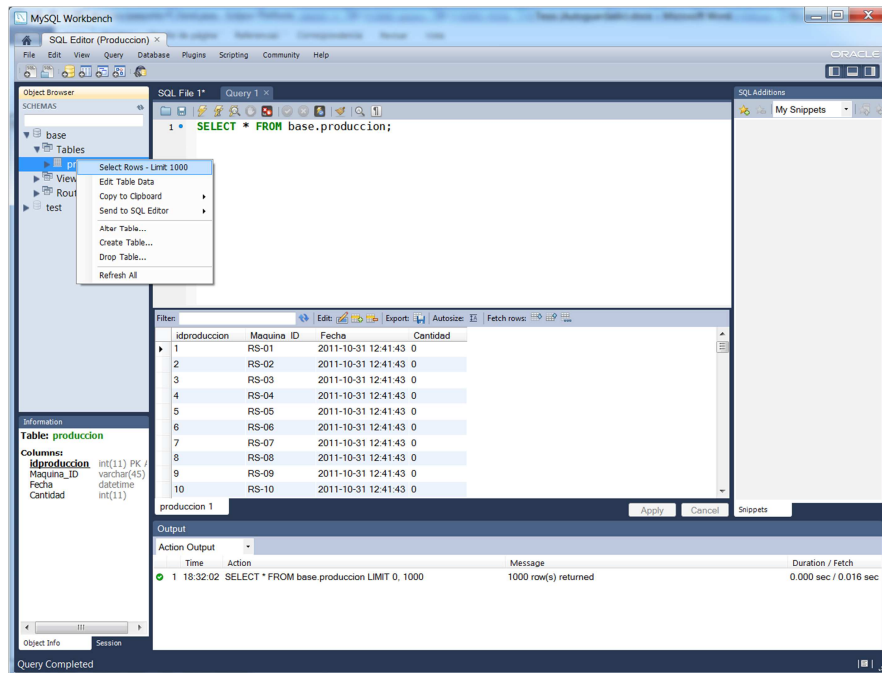 MySQL Workbench
SQL Editor (Produccion) ×
File Edit View Query Database Plugins Scripting Community Help
ORACLE
Object Browser
SCHEMAS
base
Tables
pr
View
Rout
test
Select Rows - Limit 1000
Edit Table Data
Copy to Clipboard
Send to SQL Editor
Alter Table...
Create Table...
Drop Table...
Refresh All
SQL File 1* Query 1 ×
1 SELECT * FROM base.produccion;
SQL Additions
My Snippets
Filter: Edit: Export: Autosize: Fetch rows:
idproduccion Maquina_ID Fecha Cantidad
1 RS-01 2011-10-31 12:41:43 0
2 RS-02 2011-10-31 12:41:43 0
3 RS-03 2011-10-31 12:41:43 0
4 RS-04 2011-10-31 12:41:43 0
5 RS-05 2011-10-31 12:41:43 0
6 RS-06 2011-10-31 12:41:43 0
7 RS-07 2011-10-31 12:41:43 0
8 RS-08 2011-10-31 12:41:43 0
9 RS-09 2011-10-31 12:41:43 0
10 RS-10 2011-10-31 12:41:43 0
produccion 1
Apply Cancel
Snippets
Information
Table: produccion
Columns:
idproduccion int(11) PK
Maquina_ID varchar(45)
Fecha datetime
Cantidad int(11)
Object Info Session
Output
Action Output
Time Action Message Duration / Fetch
1 18:32:02 SELECT * FROM base.produccion LIMIT 0, 1000 1000 row(s) returned 0.000 sec / 0.016 sec
Query Completed